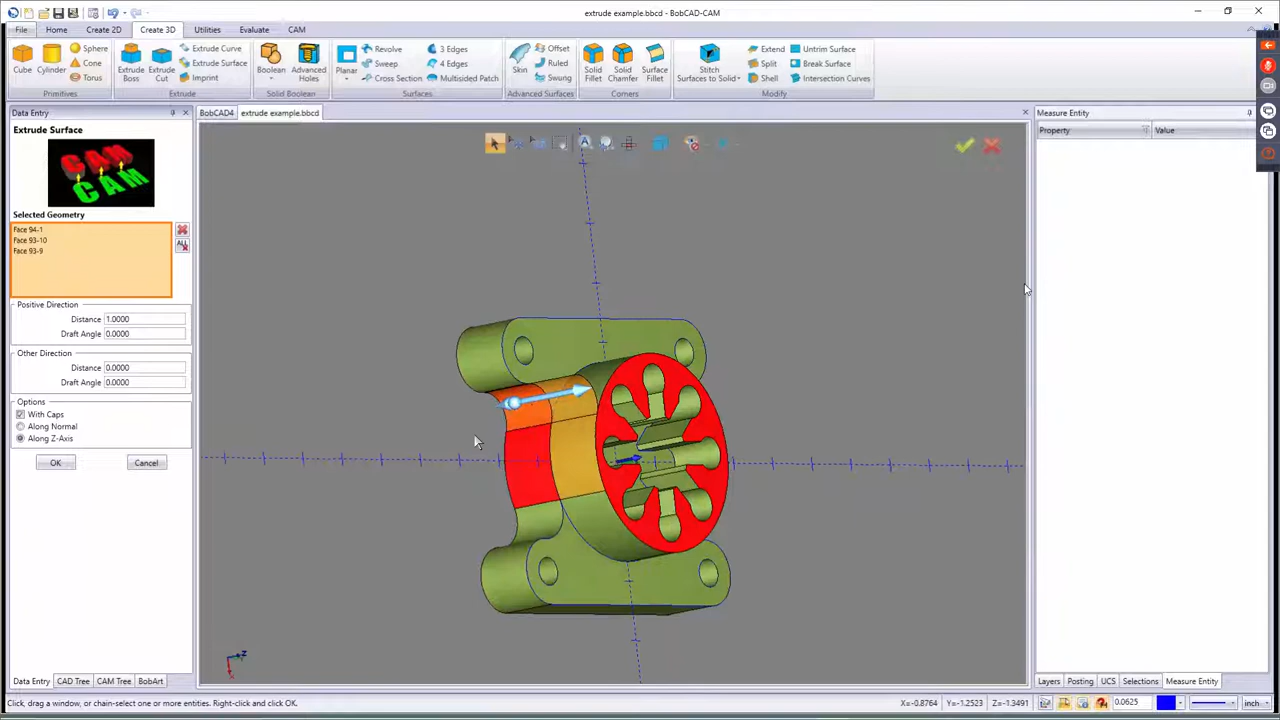 extrude example.bbcd - BobCAD-CAM
File Home Create 2D Create 3D Utilities Evaluate CAM
Cube Cylinder Sphere Cone Torus
Primitives
Extrude Boss Extrude Cut Extrude Curve Extrude Surface Imprint
Extrude
Boolean Advanced Holes
Solid Boolean
Planar Revolve Sweep Cross Section 3 Edges 4 Edges Multisided Patch
Surfaces
Skin Offset Ruled Swung
Advanced Surfaces
Solid Fillet Solid Chamfer Surface Fillet
Corners
Stitch Surfaces to Solid Extend Split Shell Untrim Surface Break Surface Intersection Curves
Modify
Data Entry
BobCAD4 extrude example.bbcd
Measure Entity
Property Value
Extrude Surface
CAM
CAM
Selected Geometry
Face 94-1
Face 93-10
Face 93-9
ALL
Positive Direction
Distance 1.0000
Draft Angle 0.0000
Other Direction
Distance 0.0000
Draft Angle 0.0000
Options
With Caps
Along Normal
Along Z-Axis
OK Cancel
Z
Data Entry CAD Tree CAM Tree BobArt
Layers Posting UCS Selections Measure Entity
Click, drag a window, or chain-select one or more entities. Right-click and click OK.
X=-0.8764 Y=-1.2523 Z=-1.3491 0.0625 inch